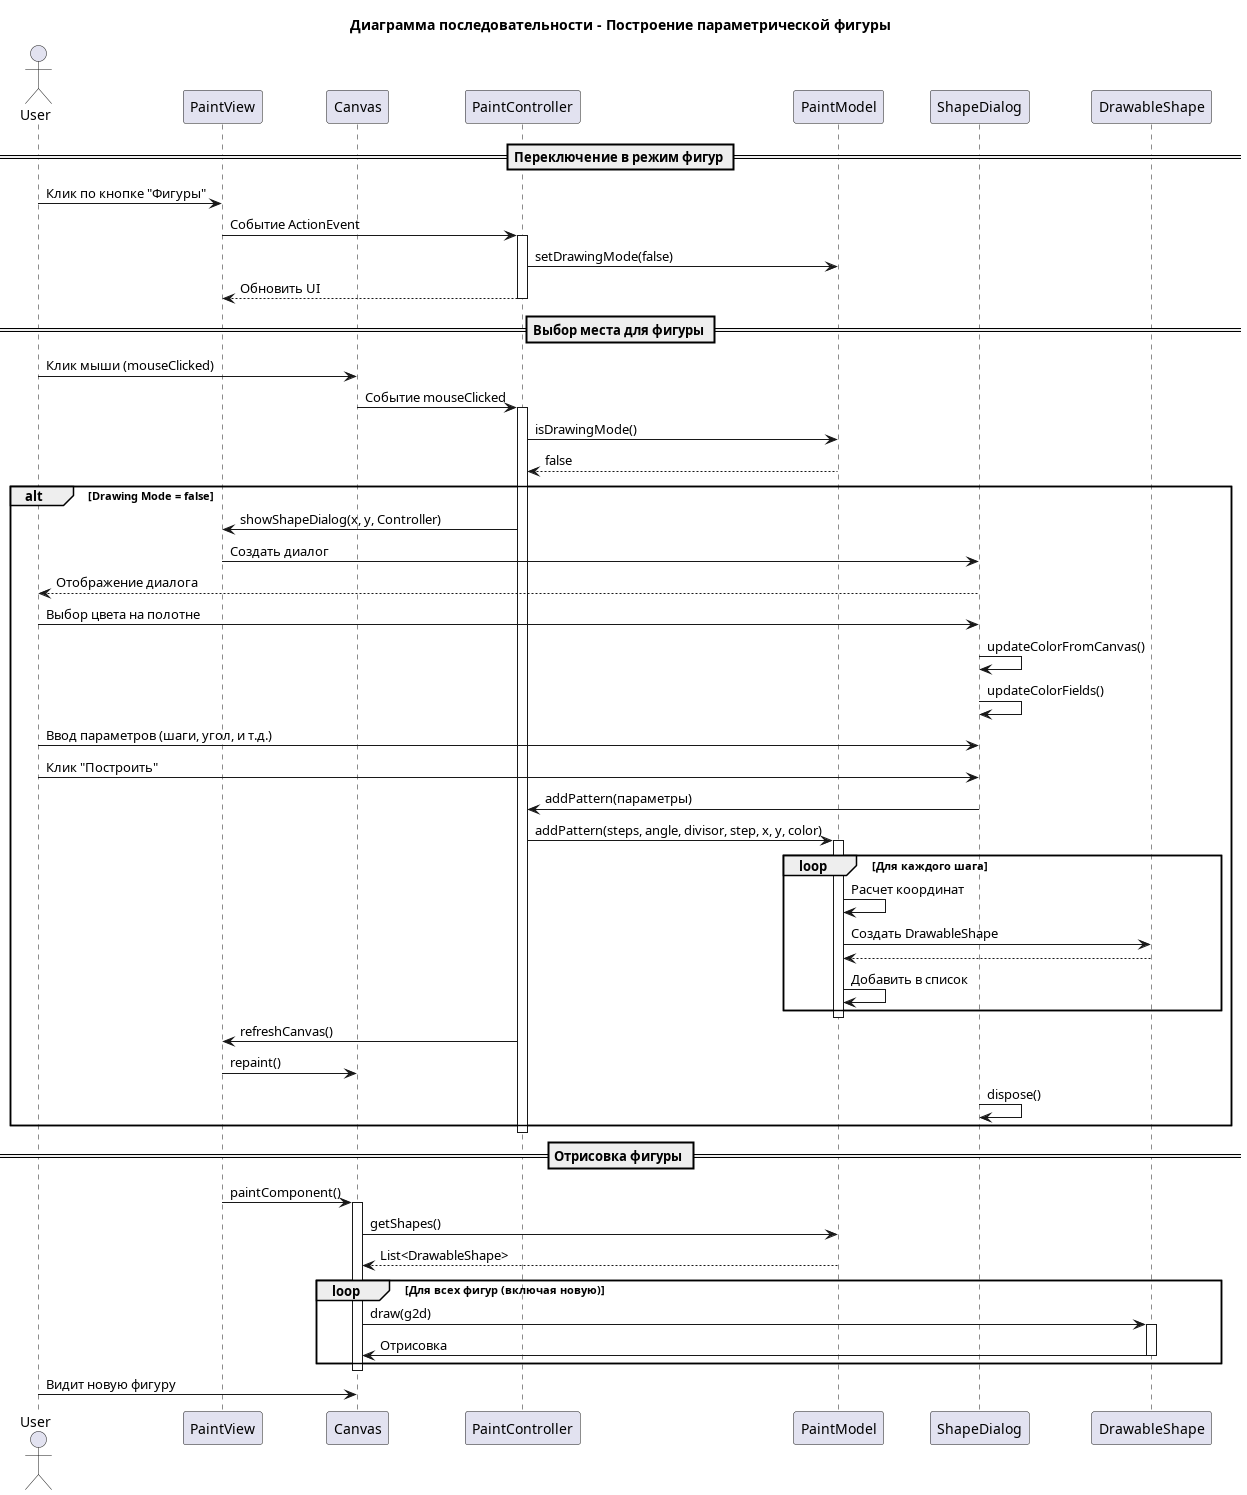 Диаграмма последовательности - Построение параметрической фигуры
User
PaintView
Canvas
PaintController
PaintModel
ShapeDialog
DrawableShape
Переключение в режим фигур
Клик по кнопке "Фигуры"
Событие ActionEvent
setDrawingMode(false)
Обновить UI
Выбор места для фигуры
Клик мыши (mouseClicked)
Событие mouseClicked
isDrawingMode()
false
alt [Drawing Mode = false]
showShapeDialog(x, y, Controller)
Создать диалог
Отображение диалога
Выбор цвета на полотне
updateColorFromCanvas()
updateColorFields()
Ввод параметров (шаги, угол, и т.д.)
Клик "Построить"
addPattern(параметры)
addPattern(steps, angle, divisor, step, x, y, color)
loop [Для каждого шага]
Расчет координат
Создать DrawableShape
Добавить в список
refreshCanvas()
repaint()
dispose()
Отрисовка фигуры
paintComponent()
getShapes()
List<DrawableShape>
loop [Для всех фигур (включая новую)]
draw(g2d)
Отрисовка
Видит новую фигуру
User
PaintView
Canvas
PaintController
PaintModel
ShapeDialog
DrawableShape